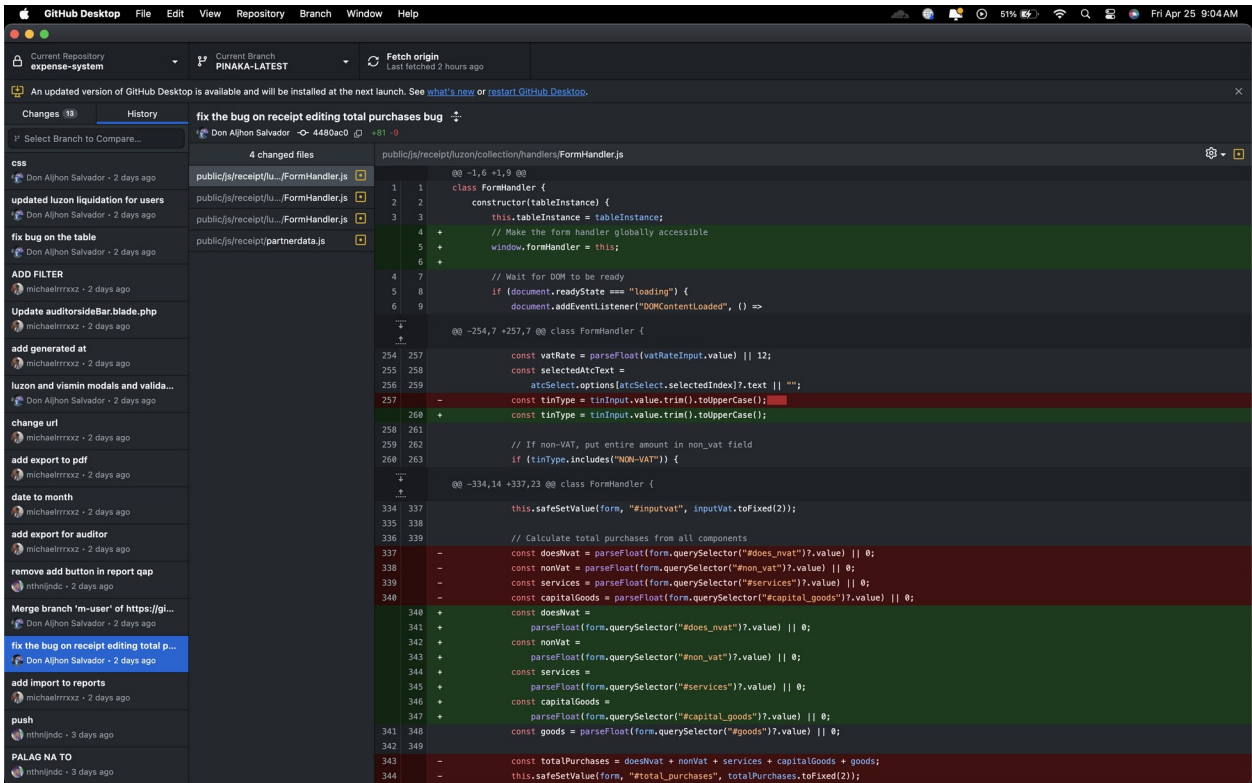 GitHub Desktop File Edit View Repository Branch Window Help 51% Fri Apr 25 9:04 AM
Current Repository
expense-system
Current Branch
PINAKA-LATEST
Fetch origin
Last fetched 2 hours ago
An updated version of GitHub Desktop is available and will be installed at the next launch. See what's new or restart GitHub Desktop.
Changes 13 History
Select Branch to Compare...
css
Don Aljhon Salvador • 2 days ago
updated luzon liquidation for users
Don Aljhon Salvador • 2 days ago
fix bug on the table
Don Aljhon Salvador • 2 days ago
ADD FILTER
michaelrrrxxz • 2 days ago
Update auditorsideBar.blade.php
michaelrrrxxz • 2 days ago
add generated at
michaelrrrxxz • 2 days ago
luzon and vismin modals and valida...
michaelrrrxxz • 2 days ago
change url
michaelrrrxxz • 2 days ago
add export to pdf
michaelrrrxxz • 2 days ago
date to month
michaelrrrxxz • 2 days ago
add export for auditor
michaelrrrxxz • 2 days ago
remove add button in report qap
nthnljndc • 2 days ago
Merge branch 'm-user' of https://gi...
Don Aljhon Salvador • 2 days ago
fix the bug on receipt editing total p...
Don Aljhon Salvador • 2 days ago
add import to reports
michaelrrrxxz • 2 days ago
push
nthnljndc • 3 days ago
PALAG NA TO
nthnljndc • 3 days ago
fix the bug on receipt editing total purchases bug
Don Aljhon Salvador 4480ac0 +81 -9
4 changed files
public/js/receipt/lu.../FormHandler.js
public/js/receipt/lu.../FormHandler.js
public/js/receipt/lu.../FormHandler.js
public/js/receipt/partnerdata.js
public/js/receipt/luzon/collection/handlers/FormHandler.js
@@ -1,6 +1,9 @@
1 1 class FormHandler {
2 2 constructor(tableInstance) {
3 3 this.tableInstance = tableInstance;
4 + // Make the form handler globally accessible
5 + window.formHandler = this;
6 +
4 7 // Wait for DOM to be ready
5 8 if (document.readyState === "loading") {
6 9 document.addEventListener("DOMContentLoaded", () =>
@@ -254,7 +257,7 @@ class FormHandler {
254 257 const vatRate = parseFloat(vatRateInput.value) || 12;
255 258 const selectedAtcText =
256 259 atcSelect.options[atcSelect.selectedIndex]?.text || "";
257 - const tinType = tinInput.value.trim().toUpperCase();
260 + const tinType = tinInput.value.trim().toUpperCase();
258 261
259 262 // If non-VAT, put entire amount in non_vat field
260 263 if (tinType.includes("NON-VAT")) {
@@ -334,14 +337,23 @@ class FormHandler {
334 337 this.safeSetValue(form, "#inputvat", inputVat.toFixed(2));
335 338
336 339 // Calculate total purchases from all components
337 - const doesNvat = parseFloat(form.querySelector("#does_nvat")?.value) || 0;
338 - const nonVat = parseFloat(form.querySelector("#non_vat")?.value) || 0;
339 - const services = parseFloat(form.querySelector("#services")?.value) || 0;
340 - const capitalGoods = parseFloat(form.querySelector("#capital_goods")?.value) || 0;
340 + const doesNvat =
341 + parseFloat(form.querySelector("#does_nvat")?.value) || 0;
342 + const nonVat =
343 + parseFloat(form.querySelector("#non_vat")?.value) || 0;
344 + const services =
345 + parseFloat(form.querySelector("#services")?.value) || 0;
346 + const capitalGoods =
347 + parseFloat(form.querySelector("#capital_goods")?.value) || 0;
341 348 const goods = parseFloat(form.querySelector("#goods")?.value) || 0;
342 349
343 - const totalPurchases = doesNvat + nonVat + services + capitalGoods + goods;
344 - this.safeSetValue(form, "#total_purchases", totalPurchases.toFixed(2));